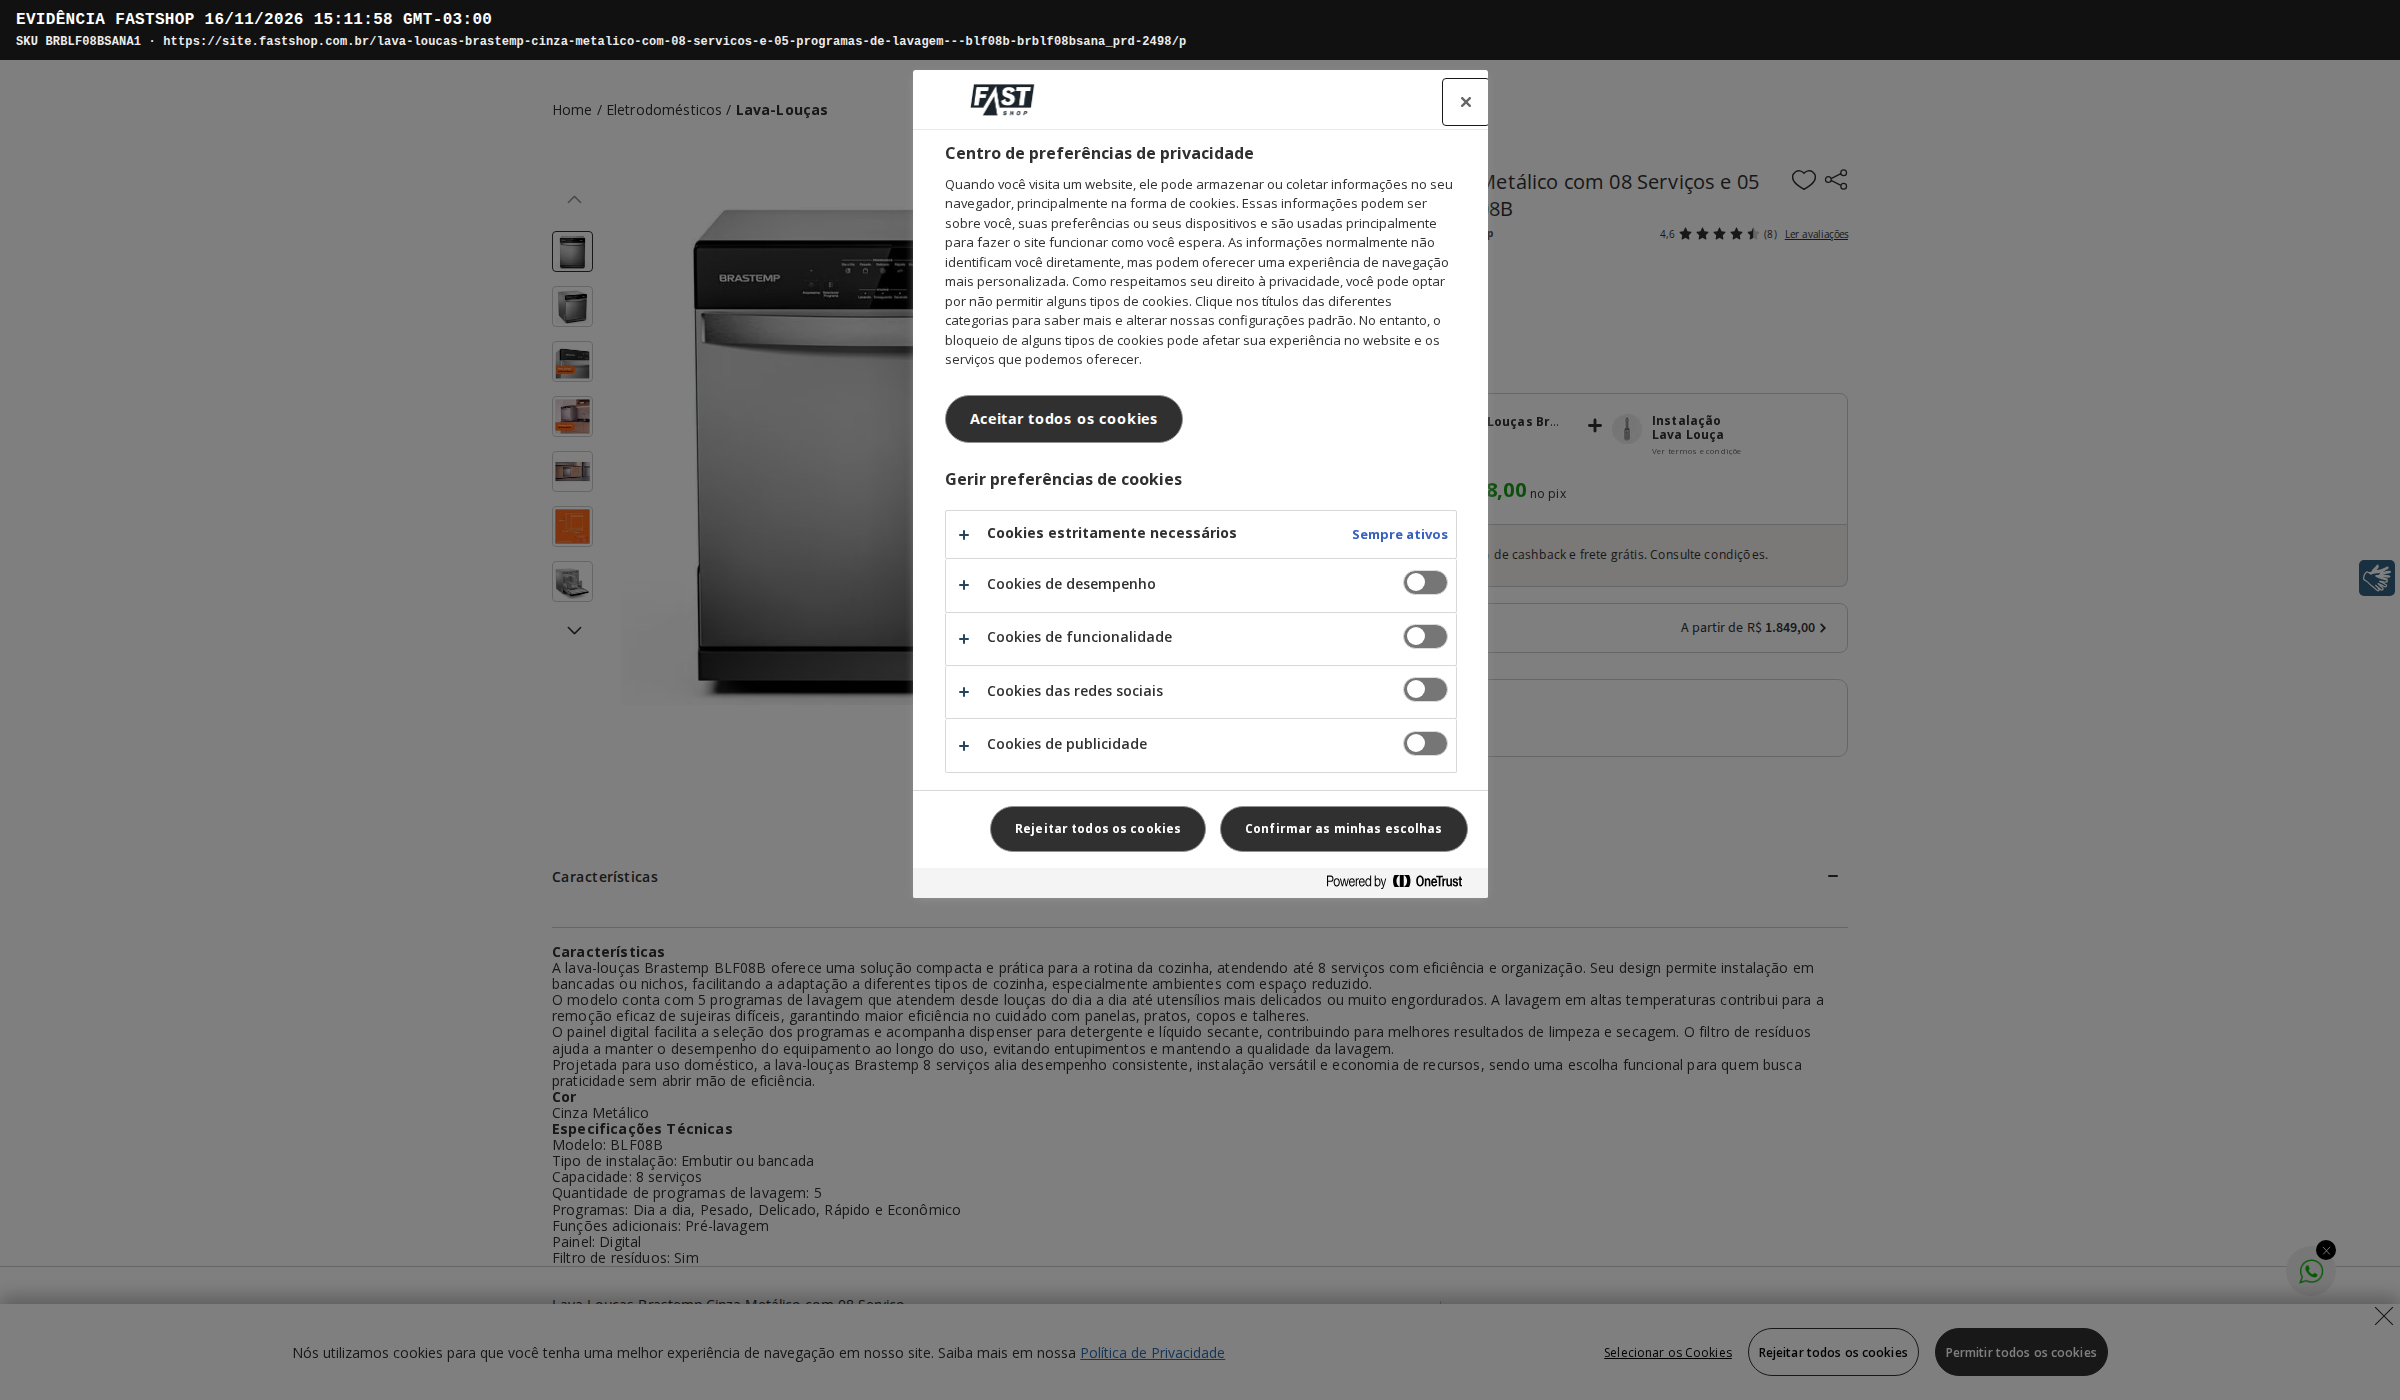 EVIDÊNCIA FASTSHOP 16/11/2026 15:11:58 GMT-03:00
SKU BRBLF08BSANA1 · https://site.fastshop.com.br/lava-loucas-brastemp-cinza-metalico-com-08-servicos-e-05-programas-de-lavagem---blf08b-brblf08bsana_prd-2498/p
Home / Eletrodomésticos / Lava-Louças
FAST SHOP
Centro de preferências de privacidade
Quando você visita um website, ele pode armazenar ou coletar informações no seu
navegador, principalmente na forma de cookies. Essas informações podem ser
sobre você, suas preferências ou seus dispositivos e são usadas principalmente
para fazer o site funcionar como você espera. As informações normalmente não
identificam você diretamente, mas podem oferecer uma experiência de navegação
mais personalizada. Como respeitamos seu direito à privacidade, você pode optar
por não permitir alguns tipos de cookies. Clique nos títulos das diferentes
categorias para saber mais e alterar nossas configurações padrão. No entanto, o
bloqueio de alguns tipos de cookies pode afetar sua experiência no website e os
serviços que podemos oferecer.
Aceitar todos os cookies
Gerir preferências de cookies
Cookies estritamente necessários
Sempre ativos
Cookies de desempenho
Cookies de funcionalidade
Cookies das redes sociais
Cookies de publicidade
Rejeitar todos os cookies
Confirmar as minhas escolhas
Powered by OneTrust
BRASTEMP
Metálico com 08 Serviços e 05
8B
4,6 (8) Ler avaliações
Louças Br...
Instalação
Lava Louça
Ver termos e condiçõe
8,00 no pix
de cashback e frete grátis. Consulte condições.
A partir de R$ 1.849,00
Características
Características
A lava-louças Brastemp BLF08B oferece uma solução compacta e prática para a rotina da cozinha, atendendo até 8 serviços com eficiência e organização. Seu design permite instalação em
bancadas ou nichos, facilitando a adaptação a diferentes tipos de cozinha, especialmente ambientes com espaço reduzido.
O modelo conta com 5 programas de lavagem que atendem desde louças do dia a dia até utensílios mais delicados ou muito engordurados. A lavagem em altas temperaturas contribui para a
remoção eficaz de sujeiras difíceis, garantindo maior eficiência no cuidado com panelas, pratos, copos e talheres.
O painel digital facilita a seleção dos programas e acompanha dispenser para detergente e líquido secante, contribuindo para melhores resultados de limpeza e secagem. O filtro de resíduos
ajuda a manter o desempenho do equipamento ao longo do uso, evitando entupimentos e mantendo a qualidade da lavagem.
Projetada para uso doméstico, a lava-louças Brastemp 8 serviços alia desempenho consistente, instalação versátil e economia de recursos, sendo uma escolha funcional para quem busca
praticidade sem abrir mão de eficiência.
Cor
Cinza Metálico
Especificações Técnicas
Modelo: BLF08B
Tipo de instalação: Embutir ou bancada
Capacidade: 8 serviços
Quantidade de programas de lavagem: 5
Programas: Dia a dia, Pesado, Delicado, Rápido e Econômico
Funções adicionais: Pré-lavagem
Painel: Digital
Filtro de resíduos: Sim
Lava Louças Brastemp Cinza Metálico com 08 Serviço
Nós utilizamos cookies para que você tenha uma melhor experiência de navegação em nosso site. Saiba mais em nossa Política de Privacidade
Selecionar os Cookies
Rejeitar todos os cookies
Permitir todos os cookies